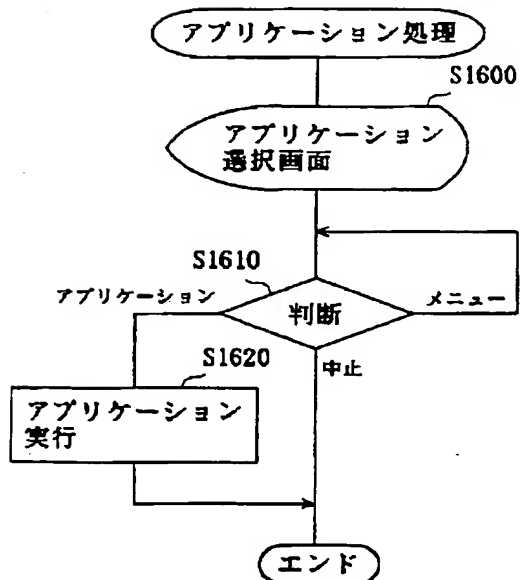 アプリケーション処理
S1600
アプリケーション
選択画面
S1610
アプリケーション
判断
メニュー
中止
S1620
アプリケーション
実行
エンド